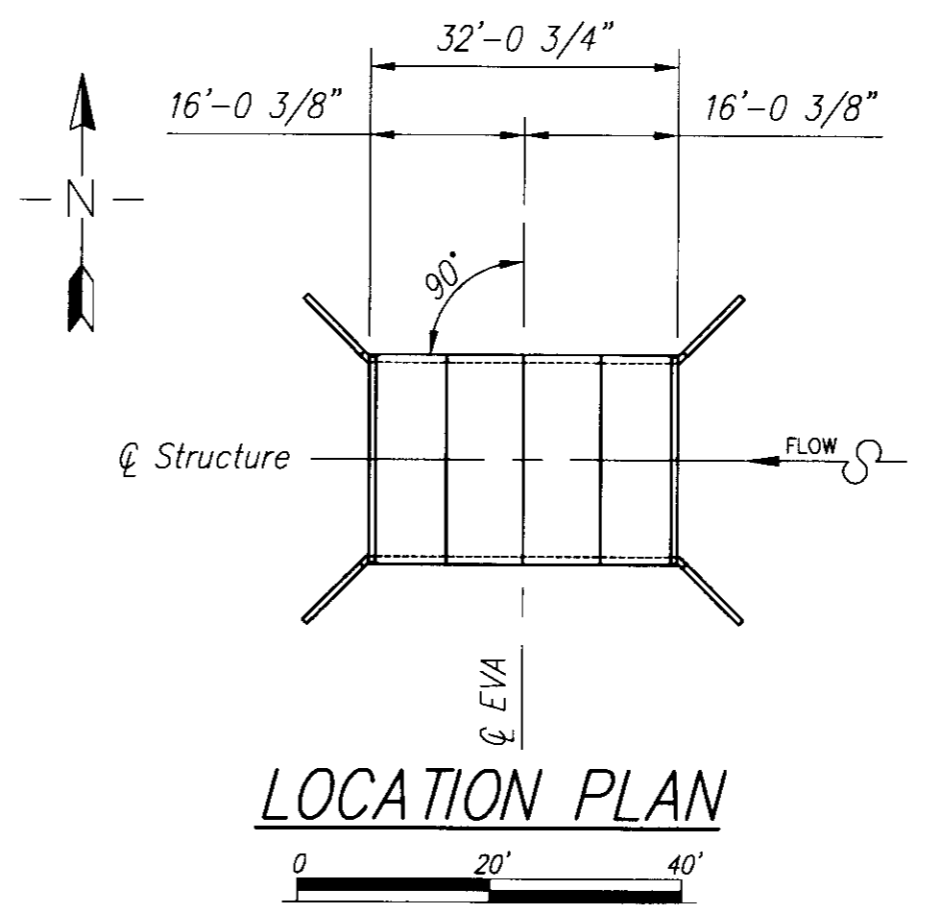 32'-0 3/4"
16'-0 3/8" 16'-0 3/8"
N
90°
℄ Structure
FLOW
℄ EVA
LOCATION PLAN
0 20' 40'